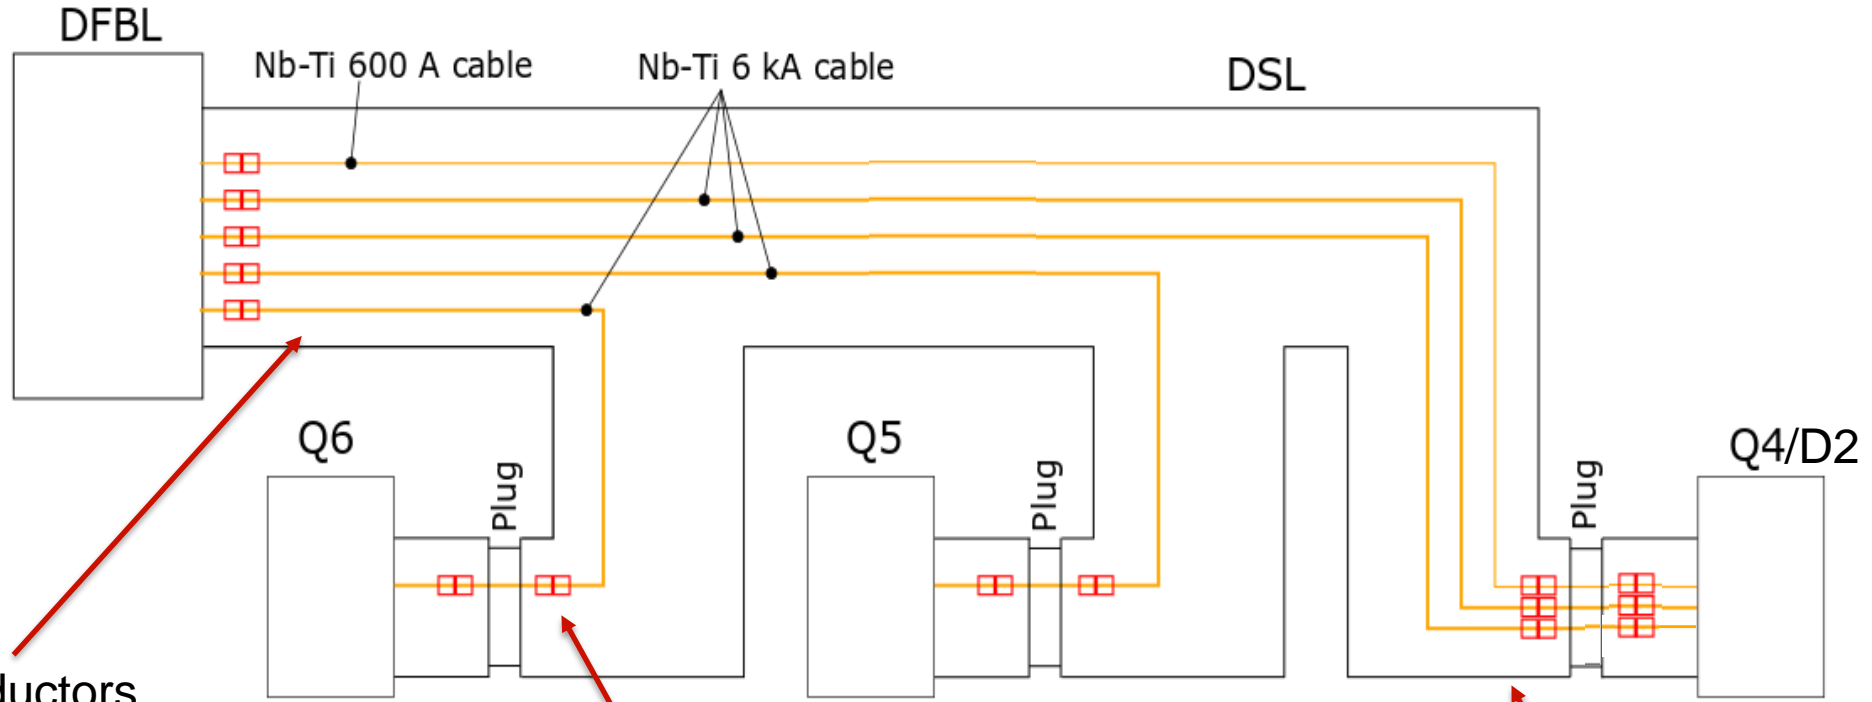 DFBL
Nb-Ti 600 A cable
Nb-Ti 6 kA cable
DSL
Q6
Plug
Q5
Plug
Q4/D2
Plug